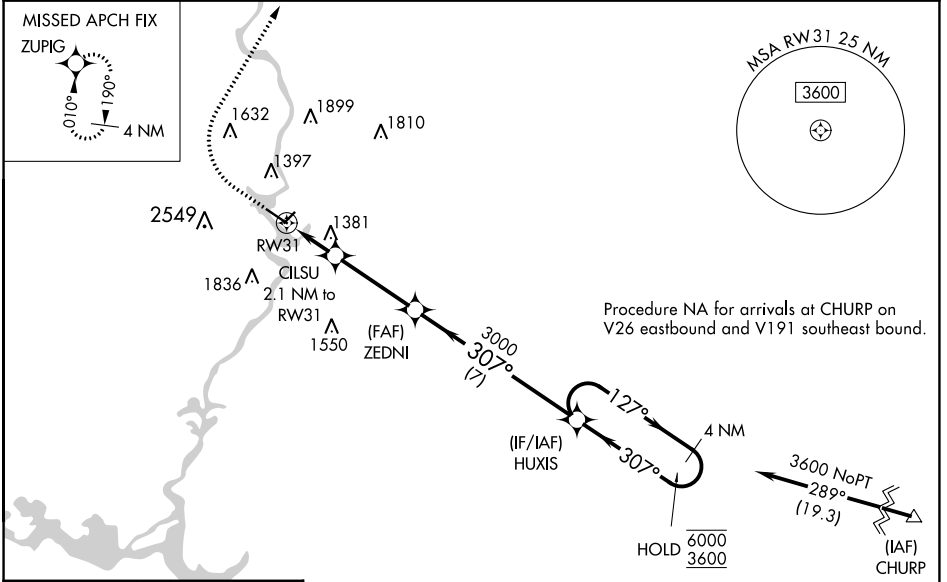 MISSED APCH FIX
ZUPIG
010°
190°
4 NM
1632
1899
1810
1397
2549
1381
RW31
CILSU
2.1 NM to
RW31
1836
1550
(FAF)
ZEDNI
MSA RW31 25 NM
3600
Procedure NA for arrivals at CHURP on
V26 eastbound and V191 southeast bound.
3000
307°
(7)
(IF/IAF)
HUXIS
127°
307°
4 NM
HOLD
6000
3600
3600 NoPT
289°
(19.3)
(IAF)
CHURP